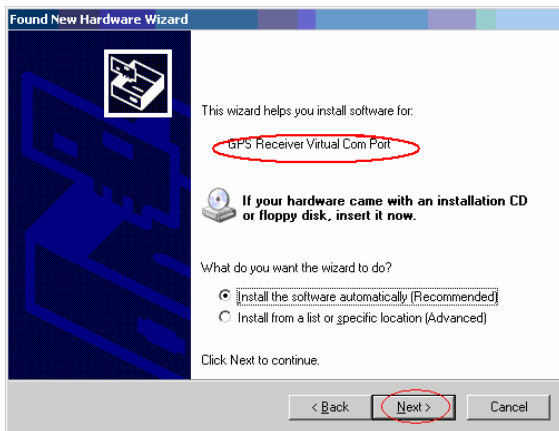 Found New Hardware Wizard
This wizard helps you install software for:
GPS Receiver Virtual Com Port
If your hardware came with an installation CD
or floppy disk, insert it now.
What do you want the wizard to do?
Install the software automatically (Recommended)
Install from a list or specific location (Advanced)
Click Next to continue.
< Back
Next >
Cancel